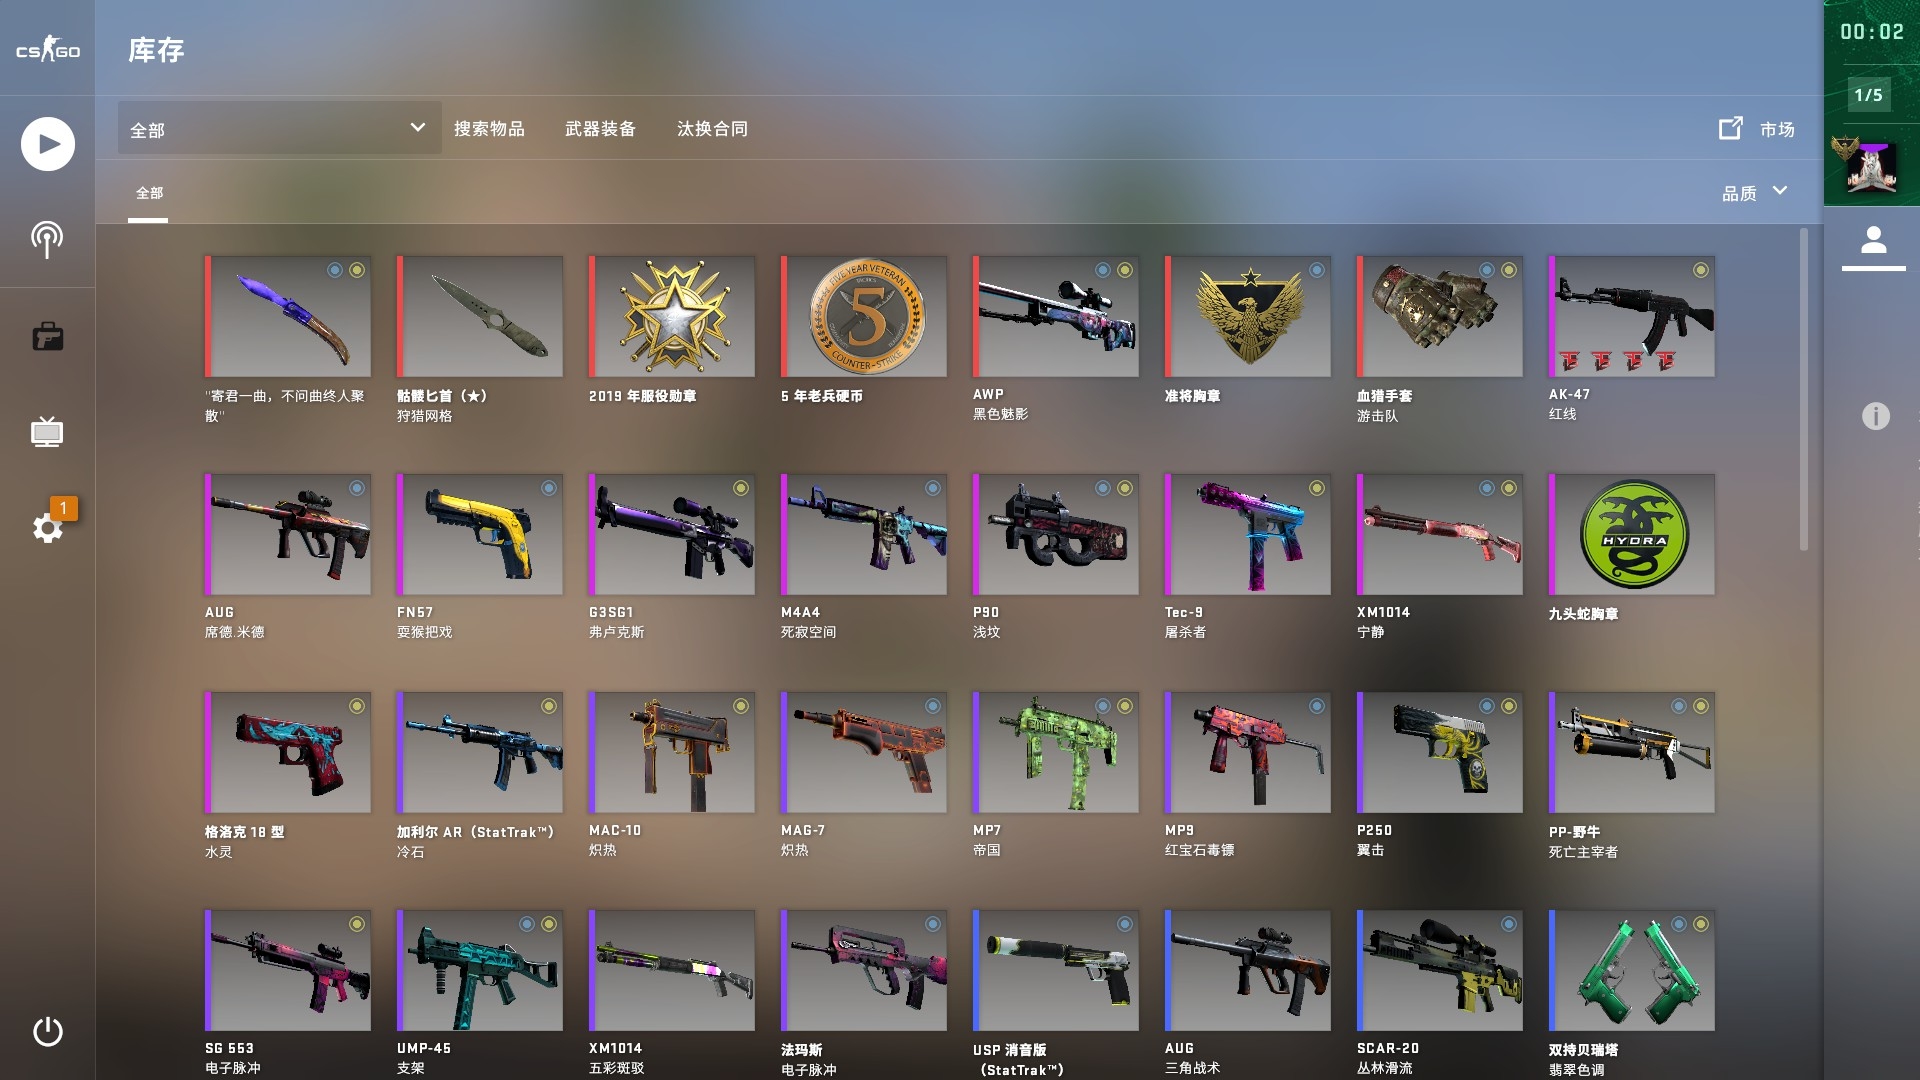 CS GO
库存
00:02
全部
搜索物品
武器装备
汰换合同
市场
1/5
全部
品质
FIVE YEAR VETERAN
5
COUNTER-STRIKE
"寄君一曲，不问曲终人聚
散"
骷髅匕首（★）
狩猎网格
2019 年服役勋章
5 年老兵硬币
AWP
黑色魅影
准将胸章
血猎手套
游击队
AK-47
红线
1
HYDRA
AUG
席德.米德
FN57
耍猴把戏
G3SG1
弗卢克斯
M4A4
死寂空间
P90
浅坟
Tec-9
屠杀者
XM1014
宁静
九头蛇胸章
格洛克 18 型
水灵
加利尔 AR（StatTrak™）
冷石
MAC-10
炽热
MAG-7
炽热
MP7
帝国
MP9
红宝石毒镖
P250
翼击
PP-野牛
死亡主宰者
SG 553
电子脉冲
UMP-45
支架
XM1014
五彩斑驳
法玛斯
电子脉冲
USP 消音版
（StatTrak™）
AUG
三角战术
SCAR-20
丛林滑流
双持贝瑞塔
翡翠色调